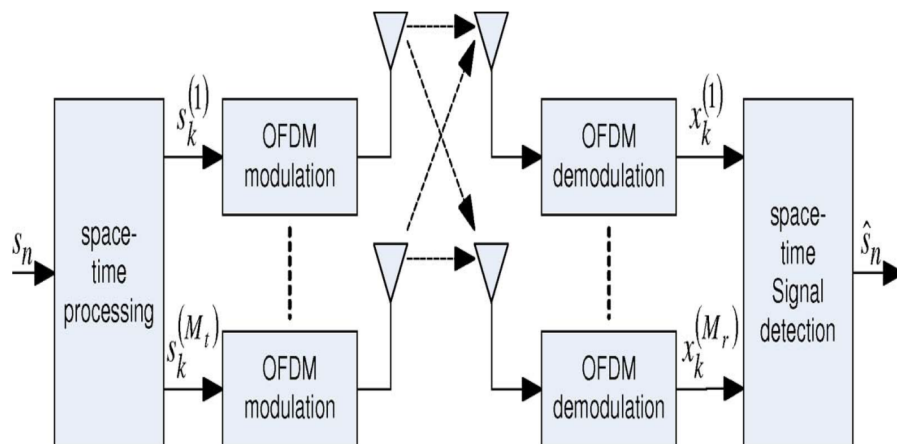 s_n
space-
time
processing
s_k^(1)
OFDM
modulation
s_k^(M_t)
OFDM
modulation
OFDM
demodulation
x_k^(1)
OFDM
demodulation
x_k^(M_r)
space-
time
Signal
detection
ŝ_n